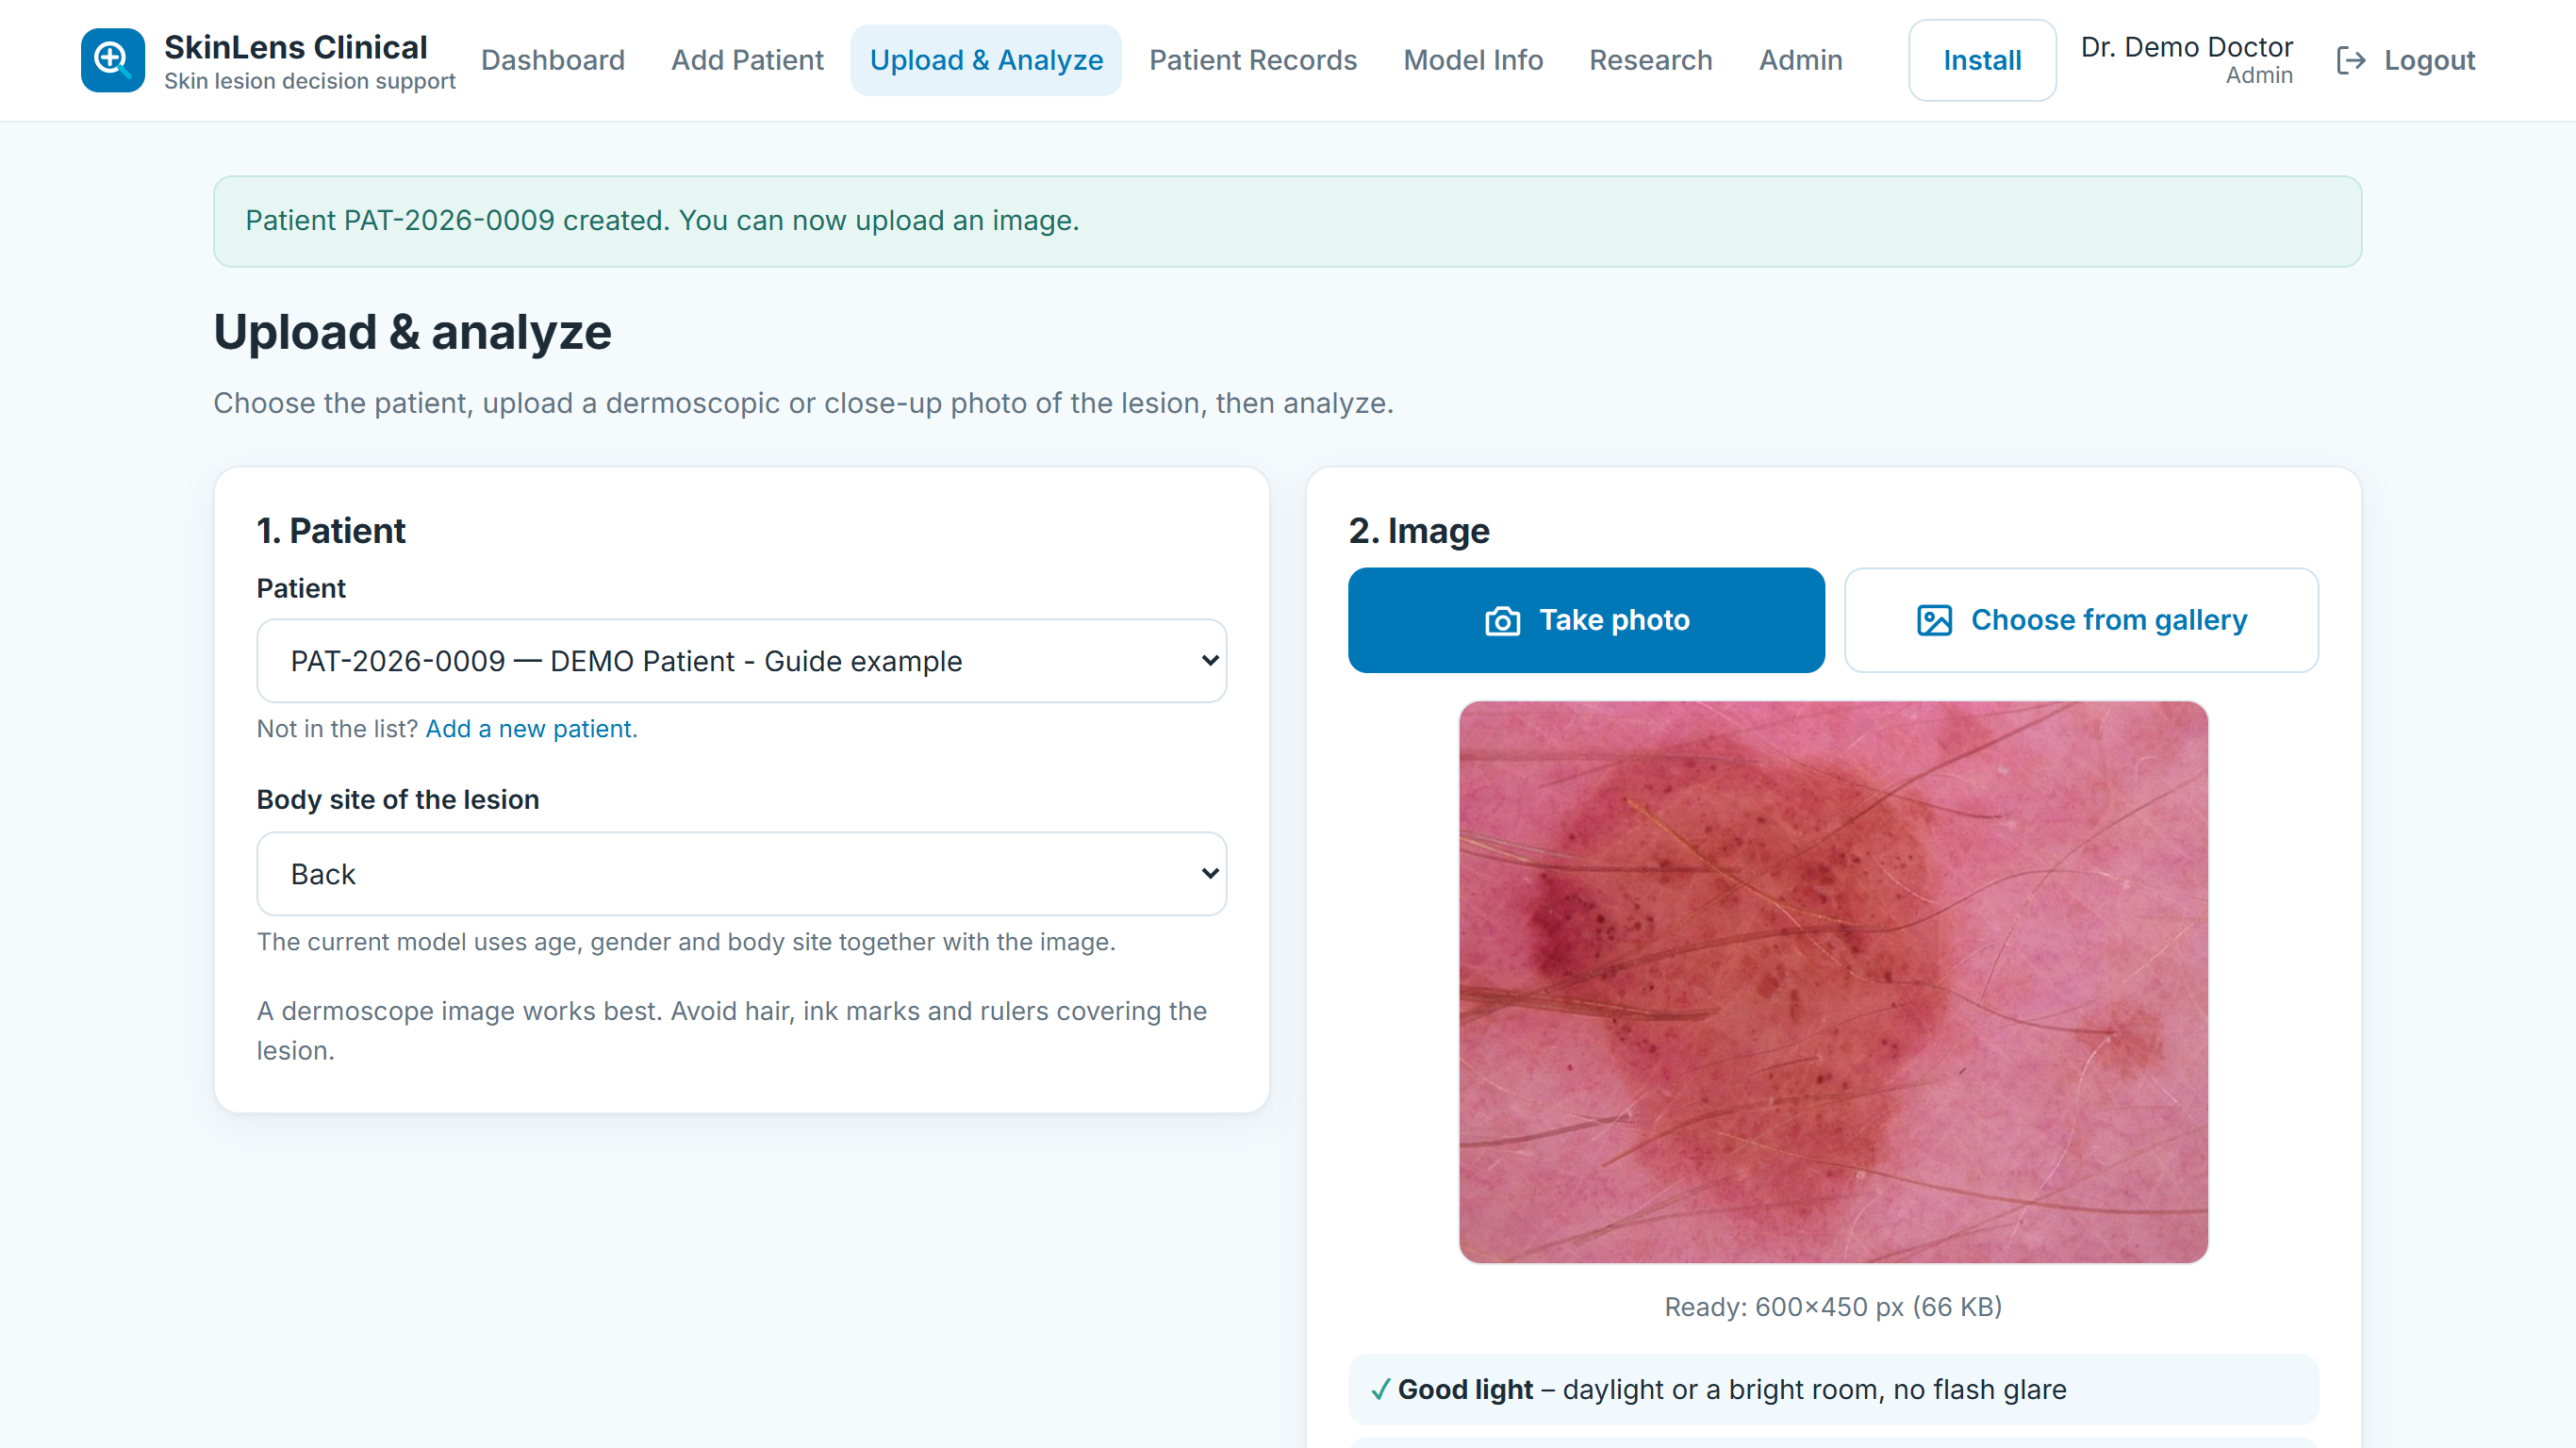 SkinLens Clinical
Skin lesion decision support
Dashboard
Add Patient
Upload & Analyze
Patient Records
Model Info
Research
Admin
Install
Dr. Demo Doctor
Admin
Logout
Patient PAT-2026-0009 created. You can now upload an image.
Upload & analyze
Choose the patient, upload a dermoscopic or close-up photo of the lesion, then analyze.
1. Patient
Patient
PAT-2026-0009 — DEMO Patient - Guide example
Not in the list? Add a new patient.
Body site of the lesion
Back
The current model uses age, gender and body site together with the image.
A dermoscope image works best. Avoid hair, ink marks and rulers covering the
lesion.
2. Image
Take photo
Choose from gallery
Ready: 600×450 px (66 KB)
✓ Good light – daylight or a bright room, no flash glare